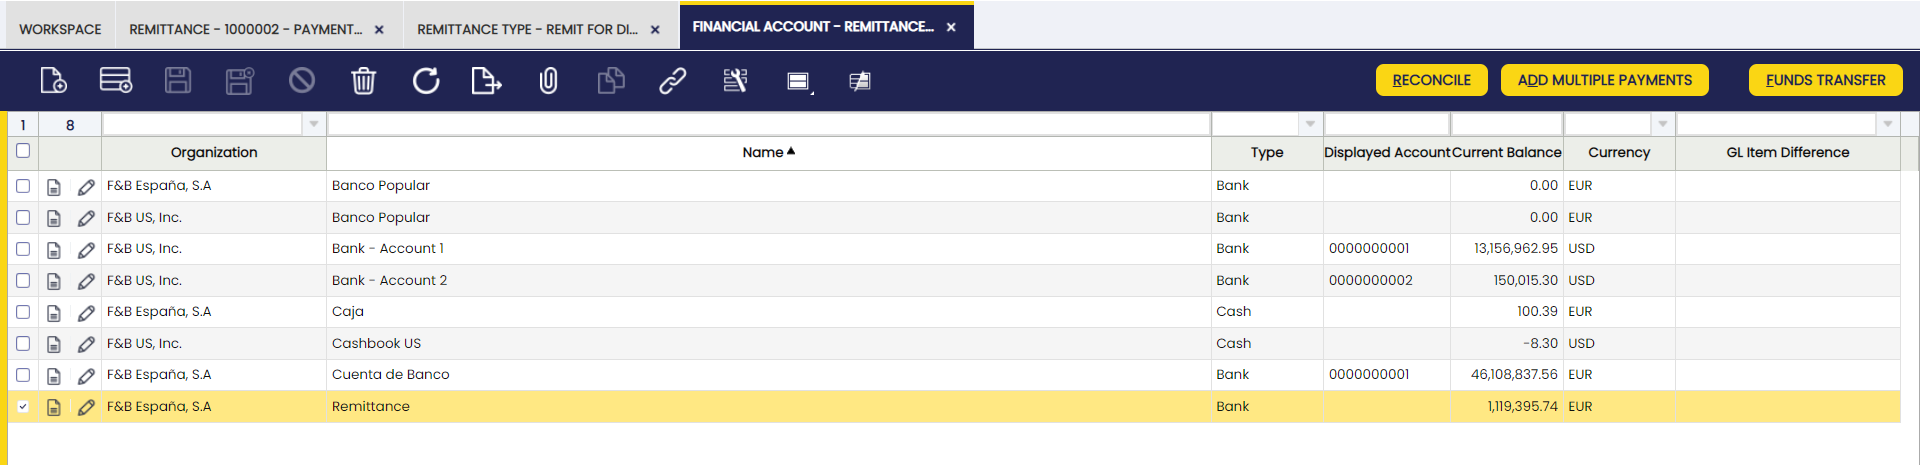 WORKSPACE REMITTANCE - 1000002 - PAYMENT... × REMITTANCE TYPE - REMIT FOR DI... × FINANCIAL ACCOUNT - REMITTANCE... ×
RECONCILE ADD MULTIPLE PAYMENTS FUNDS TRANSFER
1 8
Organization Name Type Displayed Account Current Balance Currency GL Item Difference
F&B España, S.A Banco Popular Bank 0.00 EUR
F&B US, Inc. Banco Popular Bank 0.00 EUR
F&B US, Inc. Bank - Account 1 Bank 0000000001 13,156,962.95 USD
F&B US, Inc. Bank - Account 2 Bank 0000000002 150,015.30 USD
F&B España, S.A Caja Cash 100.39 EUR
F&B US, Inc. Cashbook US Cash -8.30 USD
F&B España, S.A Cuenta de Banco Bank 0000000001 46,108,837.56 EUR
F&B España, S.A Remittance Bank 1,119,395.74 EUR